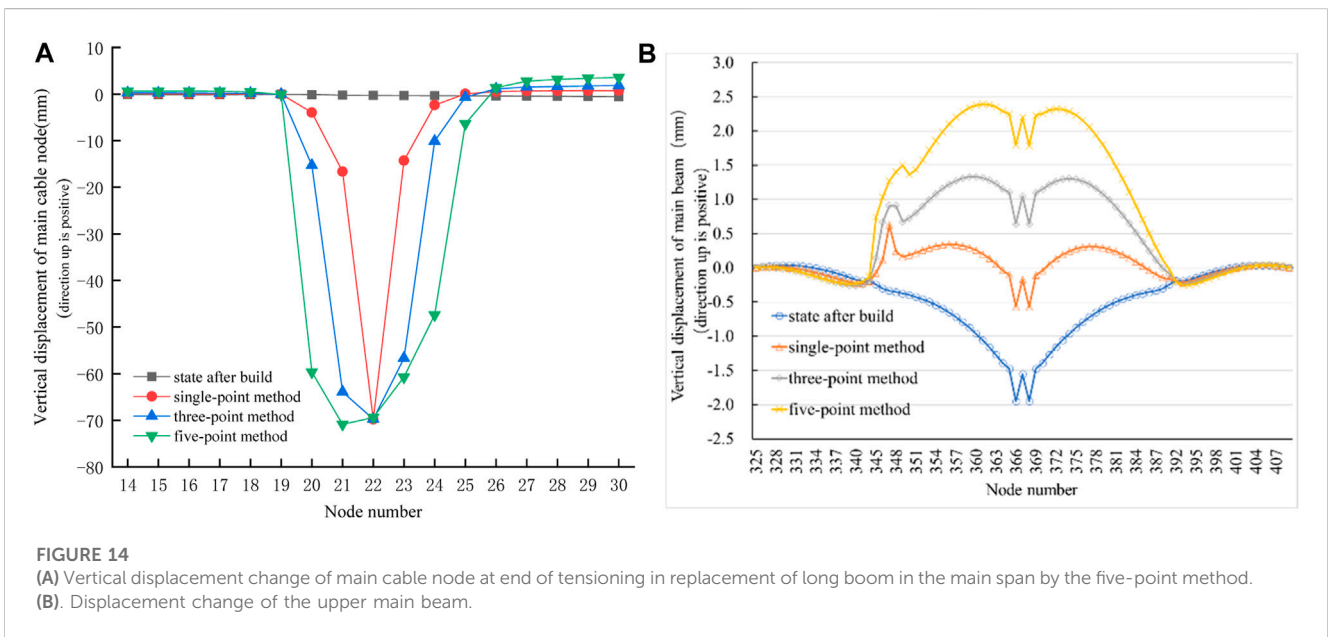 A
10
0
-10
-20
-30
-40
-50
-60
-70
-80
Vertical displacement of main cable node(mm)
(direction up is positive)
state after build
single-point method
three-point method
five-point method
14 15 16 17 18 19 20 21 22 23 24 25 26 27 28 29 30
Node number
B
3.0
2.5
2.0
1.5
1.0
0.5
0.0
-0.5
-1.0
-1.5
-2.0
-2.5
Vertical displacement of main beam (mm)
(direction up is positive)
state after build
single-point method
three-point method
five-point method
325 328 331 334 337 340 342 345 348 351 354 357 360 363 366 369 372 375 378 381 384 387 392 395 398 401 404 407
Node number
FIGURE 14
(A) Vertical displacement change of main cable node at end of tensioning in replacement of long boom in the main span by the five-point method.
(B). Displacement change of the upper main beam.